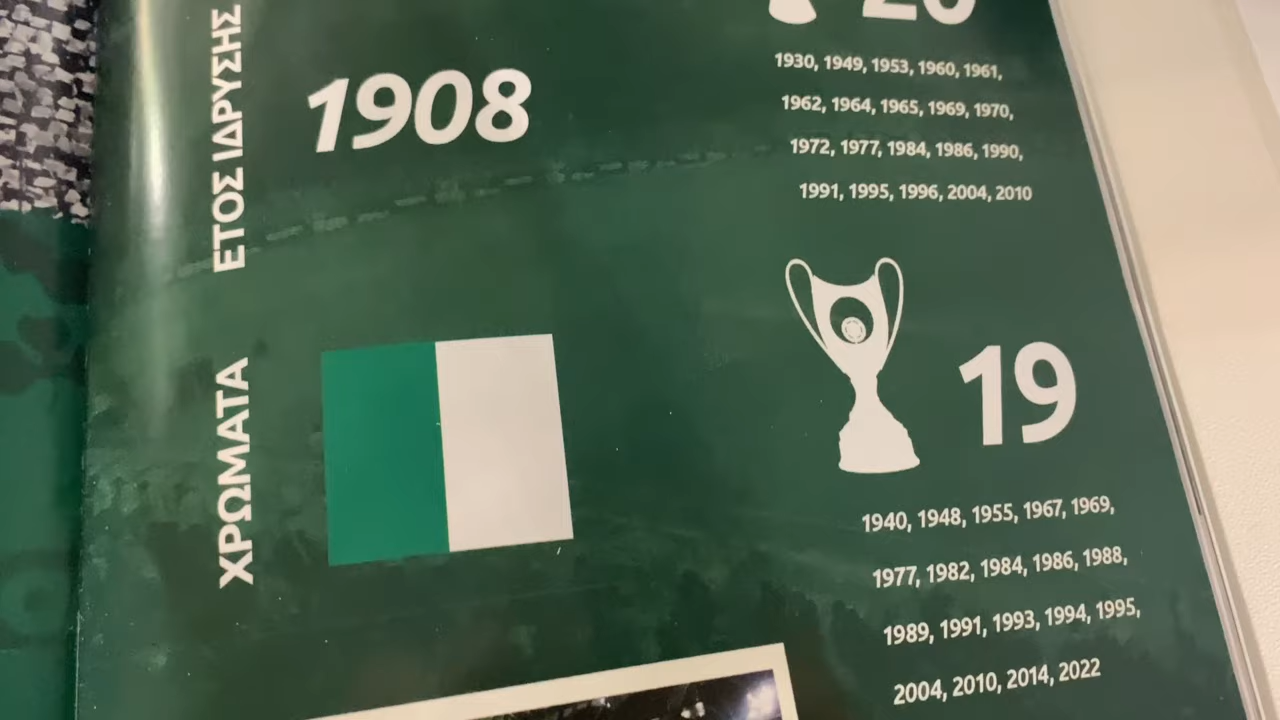 ΕΤΟΣ ΙΔΡΥΣΗΣ
1908
ΧΡΩΜΑΤΑ
20
1930, 1949, 1953, 1960, 1961,
1962, 1964, 1965, 1969, 1970,
1972, 1977, 1984, 1986, 1990,
1991, 1995, 1996, 2004, 2010
19
1940, 1948, 1955, 1967, 1969,
1977, 1982, 1984, 1986, 1988,
1989, 1991, 1993, 1994, 1995,
2004, 2010, 2014, 2022